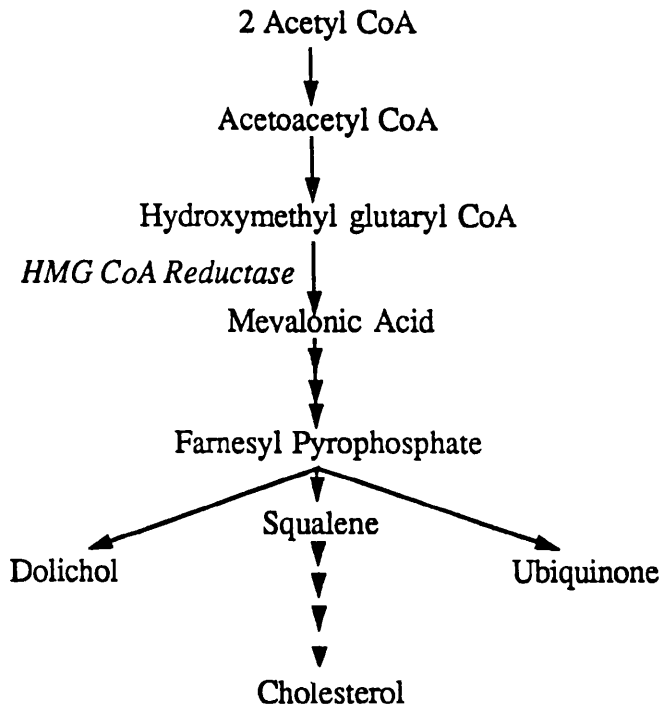 2 Acetyl CoA
Acetoacetyl CoA
Hydroxymethyl glutaryl CoA
HMG CoA Reductase
Mevalonic Acid
Farnesyl Pyrophosphate
Squalene
Dolichol
Ubiquinone
Cholesterol